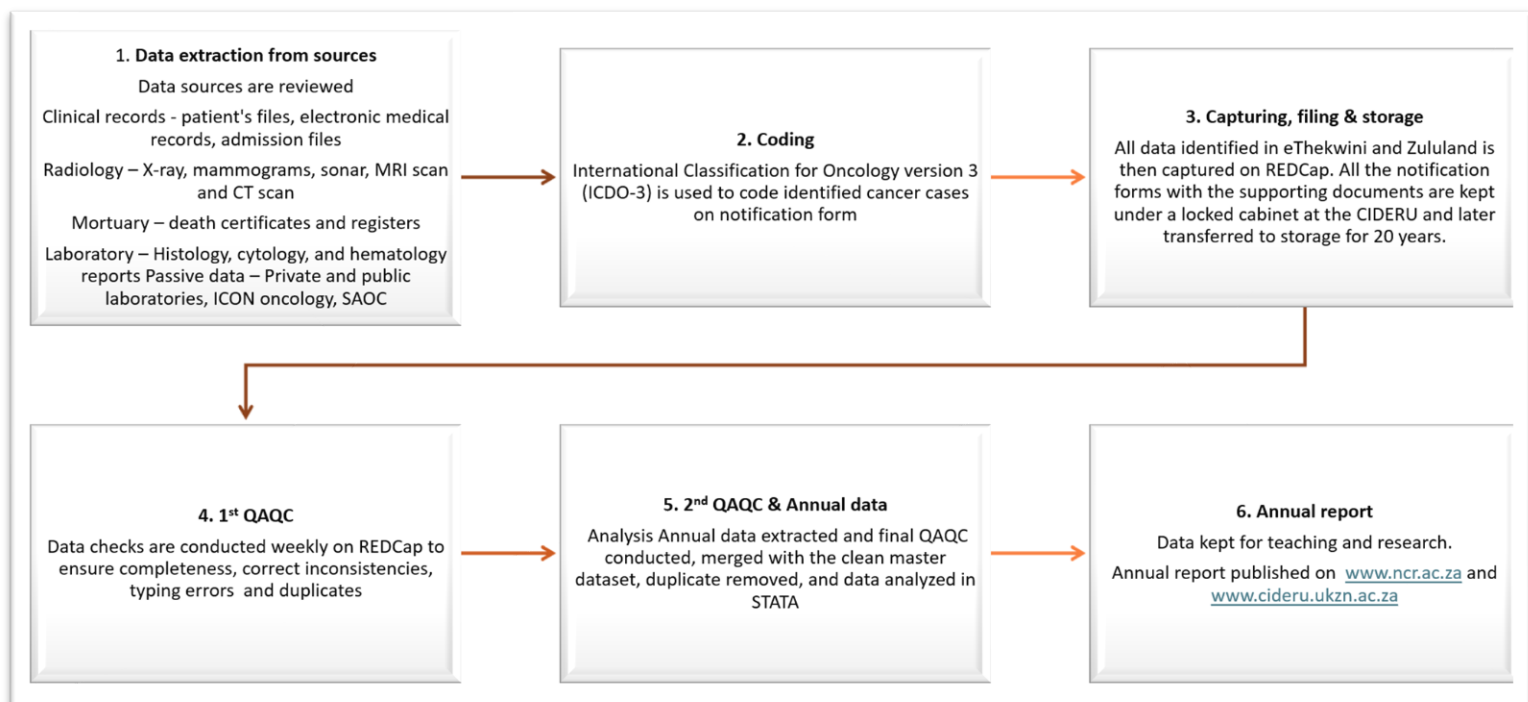 1. Data extraction from sources
Data sources are reviewed
Clinical records - patient's files, electronic medical
records, admission files
Radiology – X-ray, mammograms, sonar, MRI scan
and CT scan
Mortuary – death certificates and registers
Laboratory – Histology, cytology, and hematology
reports Passive data – Private and public
laboratories, ICON oncology, SAOC
2. Coding
International Classification for Oncology version 3
(ICDO-3) is used to code identified cancer cases
on notification form
3. Capturing, filing & storage
All data identified in eThekwini and Zululand is
then captured on REDCap. All the notification
forms with the supporting documents are kept
under a locked cabinet at the CIDERU and later
transferred to storage for 20 years.
4. 1st QAQC
Data checks are conducted weekly on REDCap to
ensure completeness, correct inconsistencies,
typing errors and duplicates
5. 2nd QAQC & Annual data
Analysis Annual data extracted and final QAQC
conducted, merged with the clean master
dataset, duplicate removed, and data analyzed in
STATA
6. Annual report
Data kept for teaching and research.
Annual report published on www.ncr.ac.za and
www.cideru.ukzn.ac.za